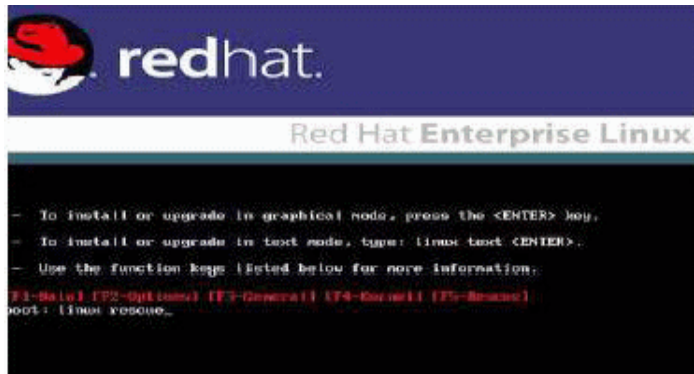 redhat.
Red Hat Enterprise Linux
- To install or upgrade in graphical mode, press the <ENTER> key.
- To install or upgrade in text mode, type: linux text <ENTER>.
- Use the function keys listed below for more information.
[F1-Main] [F2-Options] [F3-General] [F4-Kernel] [F5-Rescue]
boot: linux rescue_